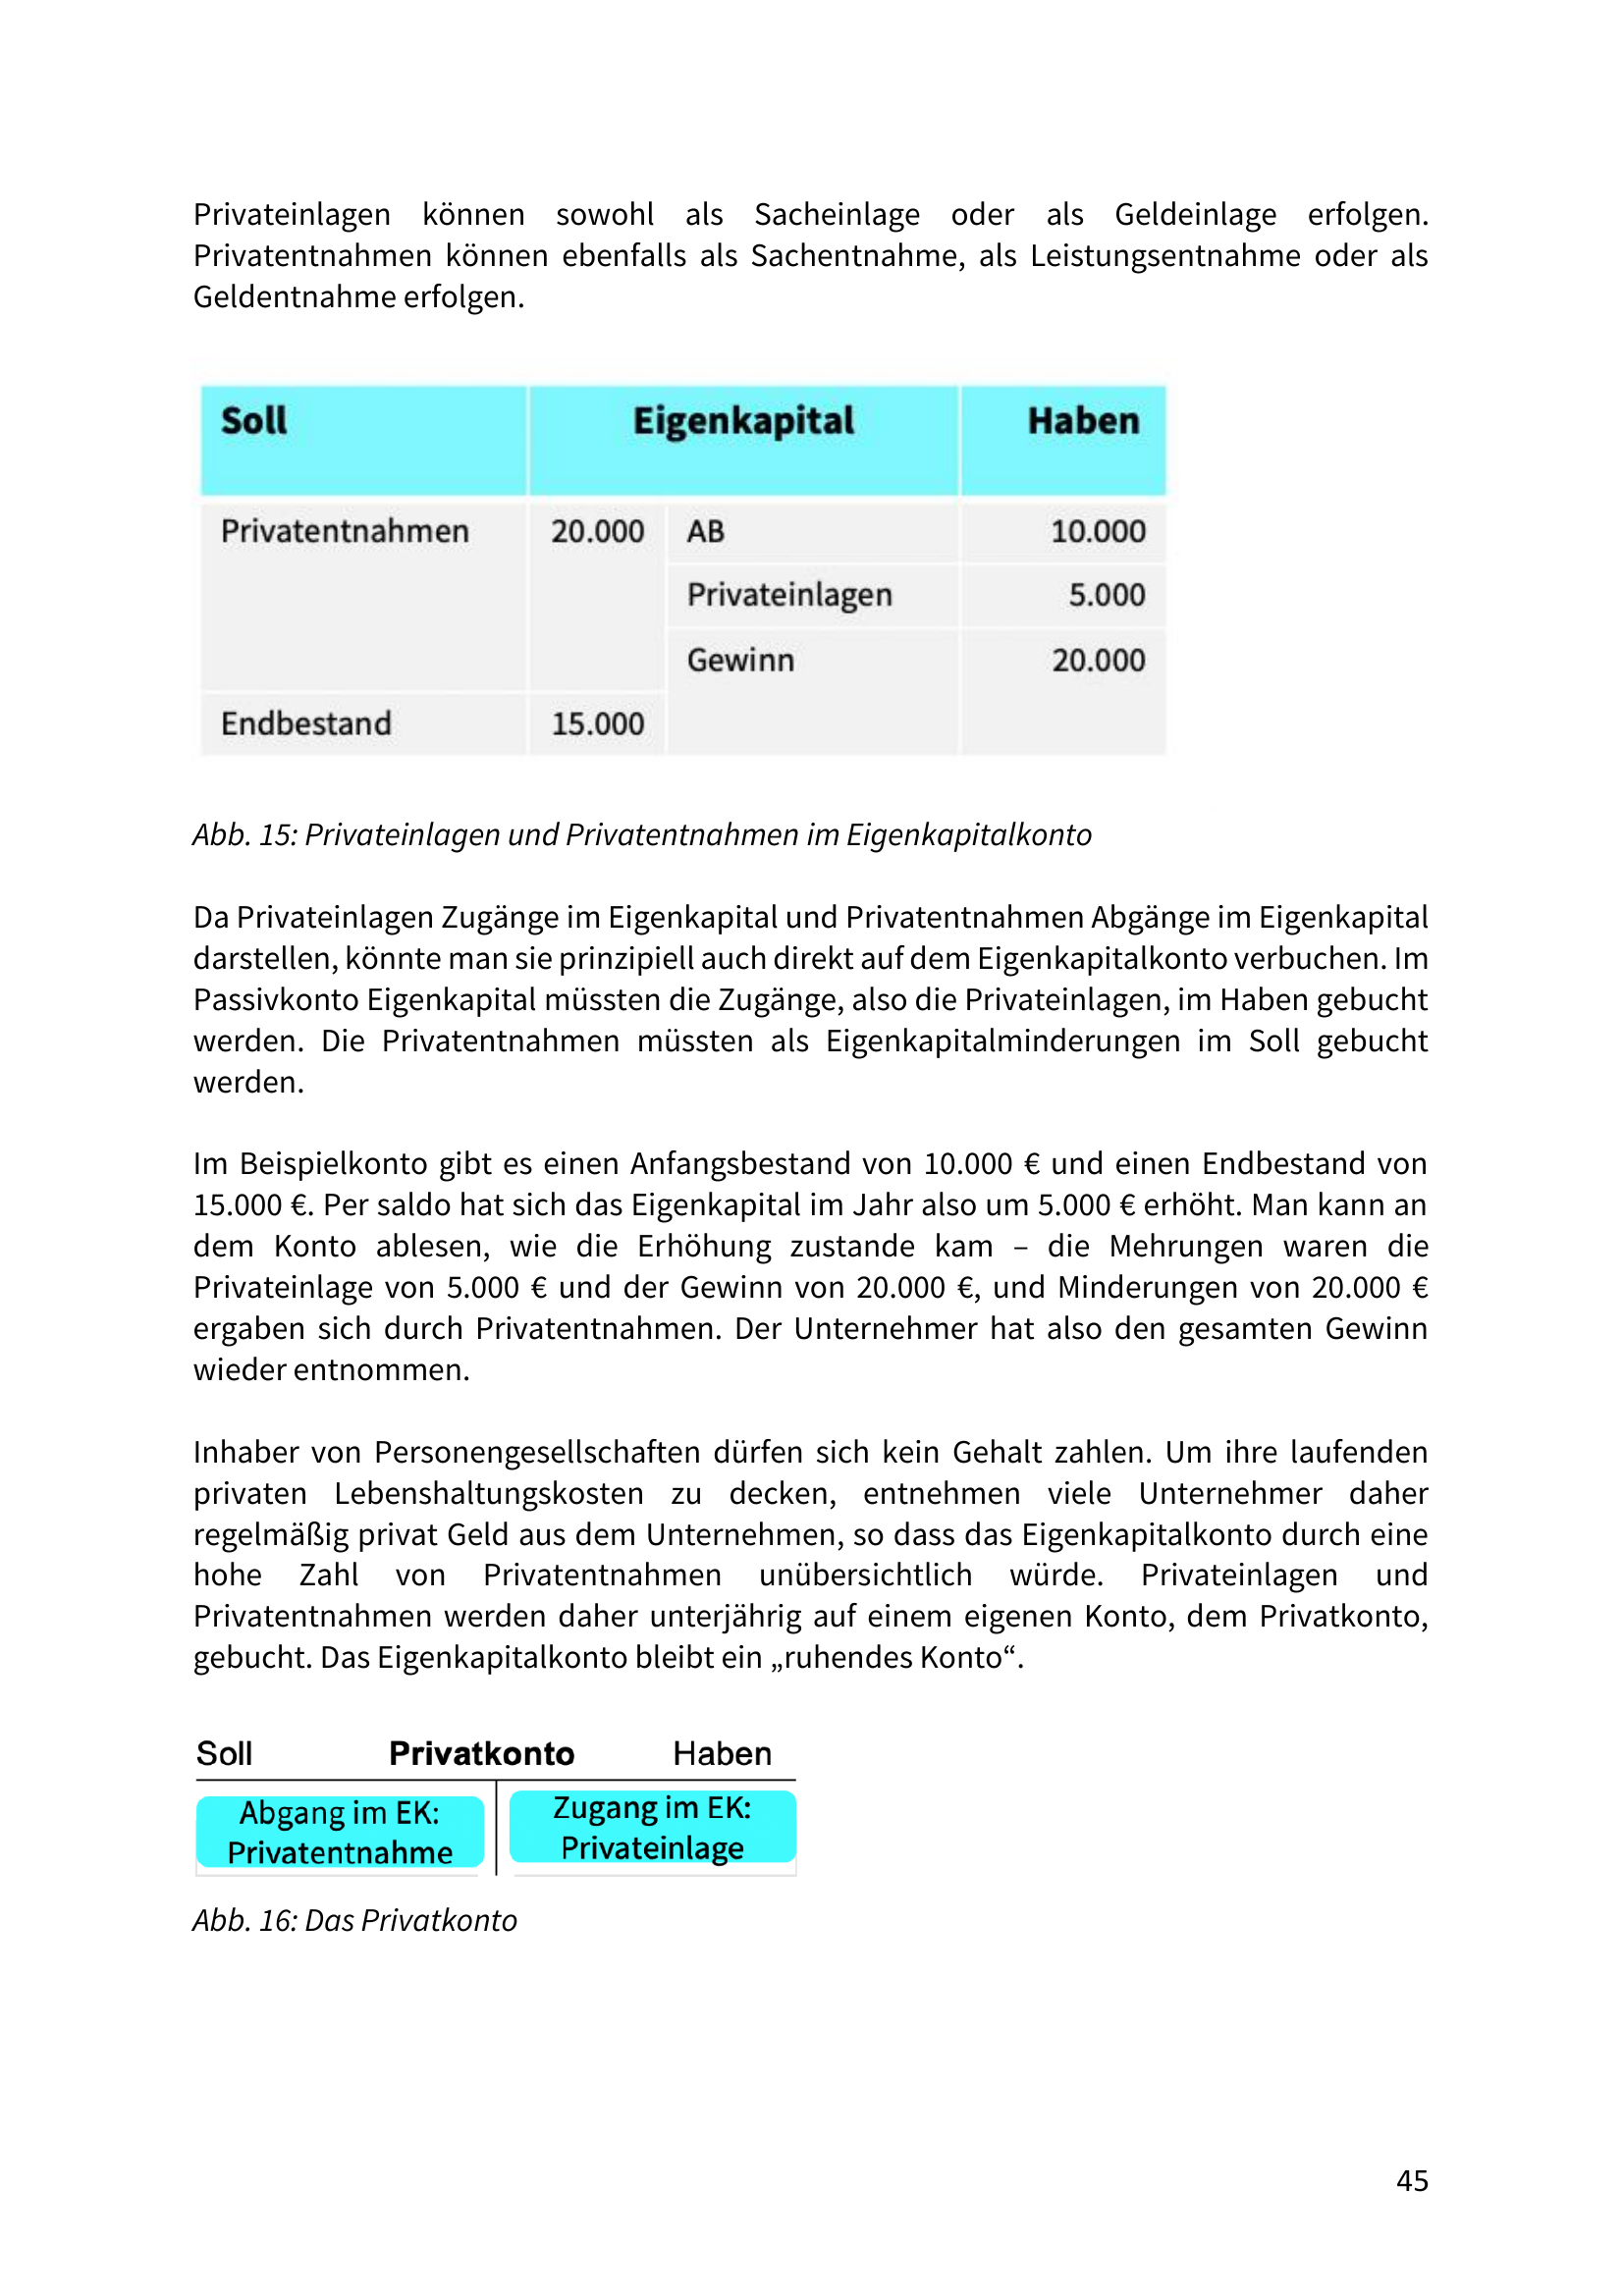 Privateinlagen können sowohl als Sacheinlage oder als Geldeinlage erfolgen.
Privatentnahmen können ebenfalls als Sachentnahme, als Leistungsentnahme oder als
Geldentnahme erfolgen.
Soll Eigenkapital Haben
Privatentnahmen 20.000 AB 10.000
Privateinlagen 5.000
Gewinn 20.000
Endbestand 15.000
Abb. 15: Privateinlagen und Privatentnahmen im Eigenkapitalkonto
Da Privateinlagen Zugänge im Eigenkapital und Privatentnahmen Abgänge im Eigenkapital
darstellen, könnte man sie prinzipiell auch direkt auf dem Eigenkapitalkonto verbuchen. Im
Passivkonto Eigenkapital müssten die Zugänge, also die Privateinlagen, im Haben gebucht
werden. Die Privatentnahmen müssten als Eigenkapitalminderungen im Soll gebucht
werden.
Im Beispielkonto gibt es einen Anfangsbestand von 10.000 € und einen Endbestand von
15.000 €. Per saldo hat sich das Eigenkapital im Jahr also um 5.000 € erhöht. Man kann an
dem Konto ablesen, wie die Erhöhung zustande kam – die Mehrungen waren die
Privateinlage von 5.000 € und der Gewinn von 20.000 €, und Minderungen von 20.000 €
ergaben sich durch Privatentnahmen. Der Unternehmer hat also den gesamten Gewinn
wieder entnommen.
Inhaber von Personengesellschaften dürfen sich kein Gehalt zahlen. Um ihre laufenden
privaten Lebenshaltungskosten zu decken, entnehmen viele Unternehmer daher
regelmäßig privat Geld aus dem Unternehmen, so dass das Eigenkapitalkonto durch eine
hohe Zahl von Privatentnahmen unübersichtlich würde. Privateinlagen und
Privatentnahmen werden daher unterjährig auf einem eigenen Konto, dem Privatkonto,
gebucht. Das Eigenkapitalkonto bleibt ein „ruhendes Konto“.
Soll Privatkonto Haben
Abgang im EK:
Privatentnahme
Zugang im EK:
Privateinlage
Abb. 16: Das Privatkonto
45